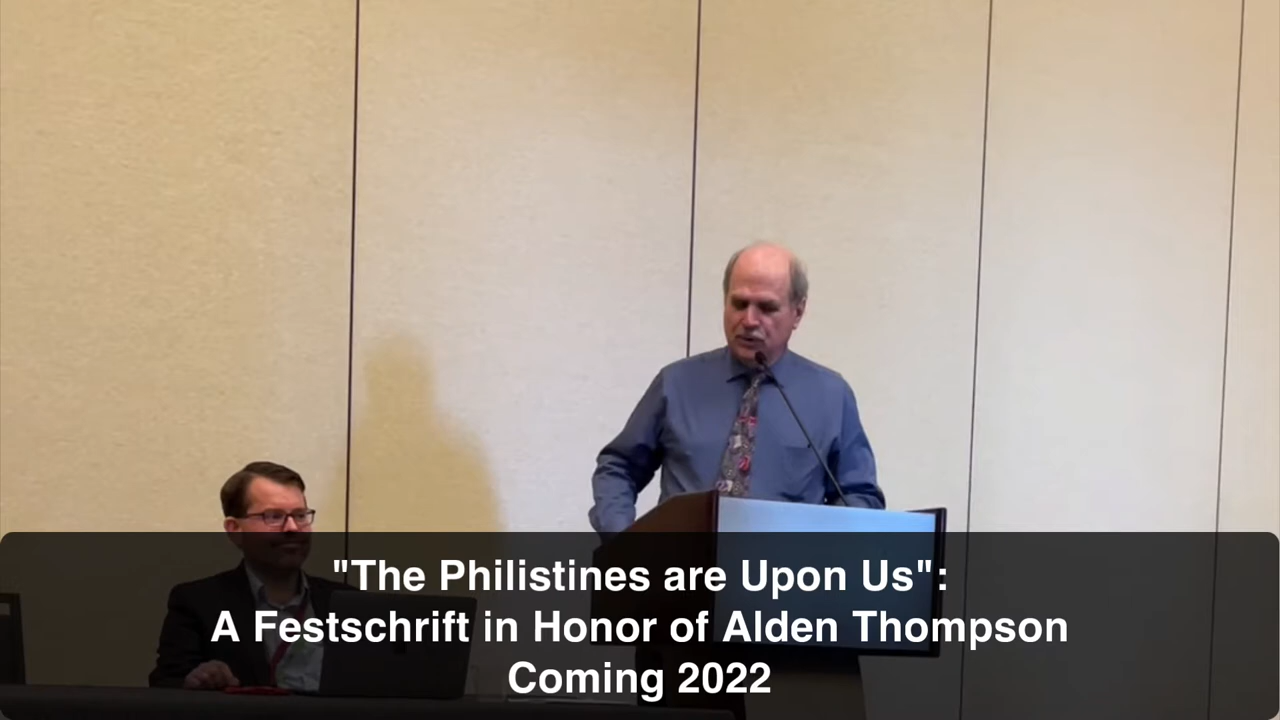 "The Philistines are Upon Us":
A Festschrift in Honor of Alden Thompson
Coming 2022